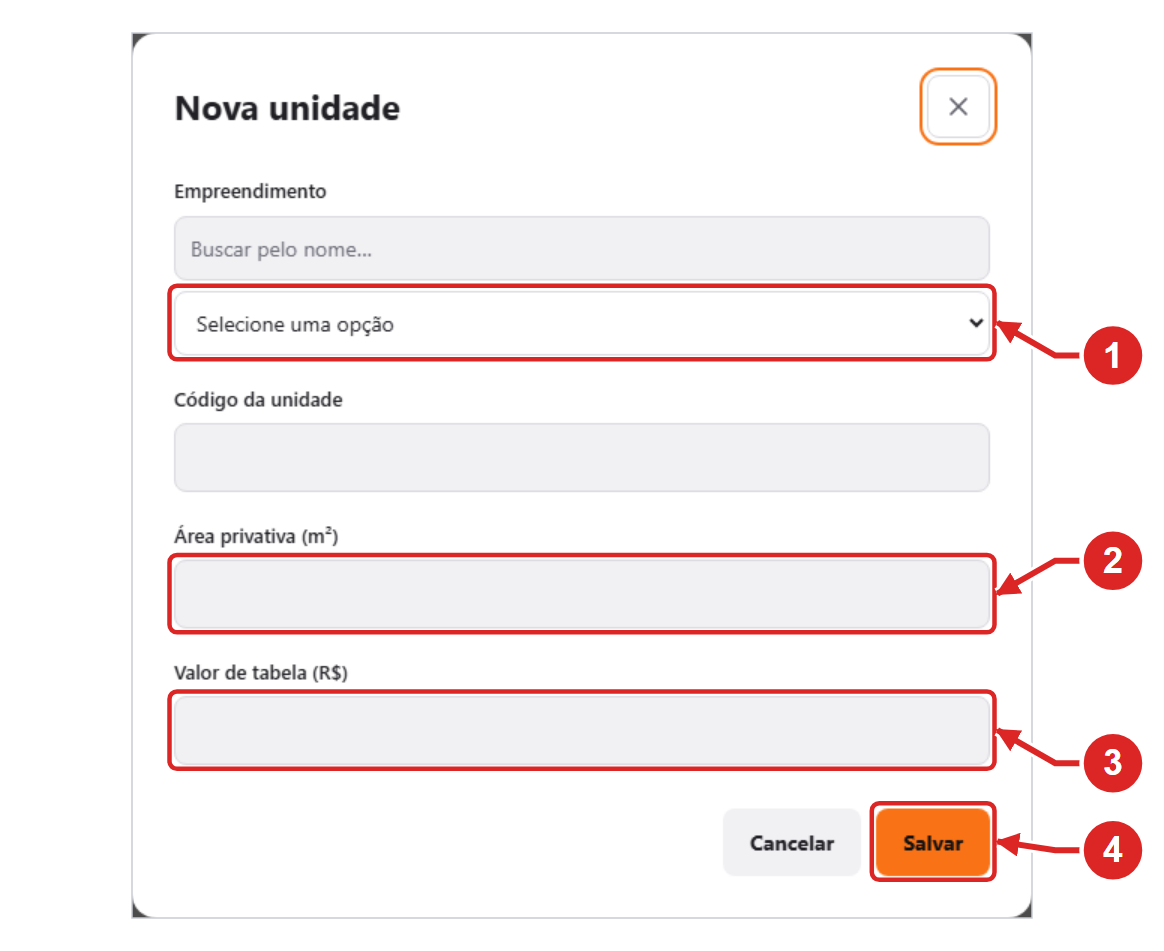 Nova unidade
Empreendimento
Buscar pelo nome...
Selecione uma opção
1
Código da unidade
Área privativa (m²)
2
Valor de tabela (R$)
3
Cancelar
Salvar
4